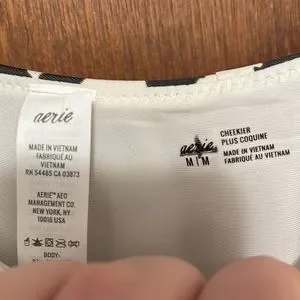 aerie
MADE IN VIETNAM
FABRIQUÉ AU
VIETNAM
RN 54485 CA 03873
AERIE™ AEO
MANAGEMENT CO.
NEW YORK, NY
10016 USA
BODY:
aerie
M | M
CHEEKIER
PLUS COQUINE
MADE IN VIETNAM
FABRIQUÉ AU VIETNAM